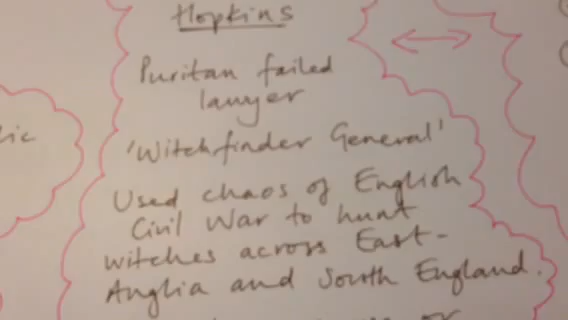 Hopkins
Puritan failed
lawyer
'Witchfinder General'
Used chaos of English
Civil War to hunt
witches across East-
Anglia and South England.
or